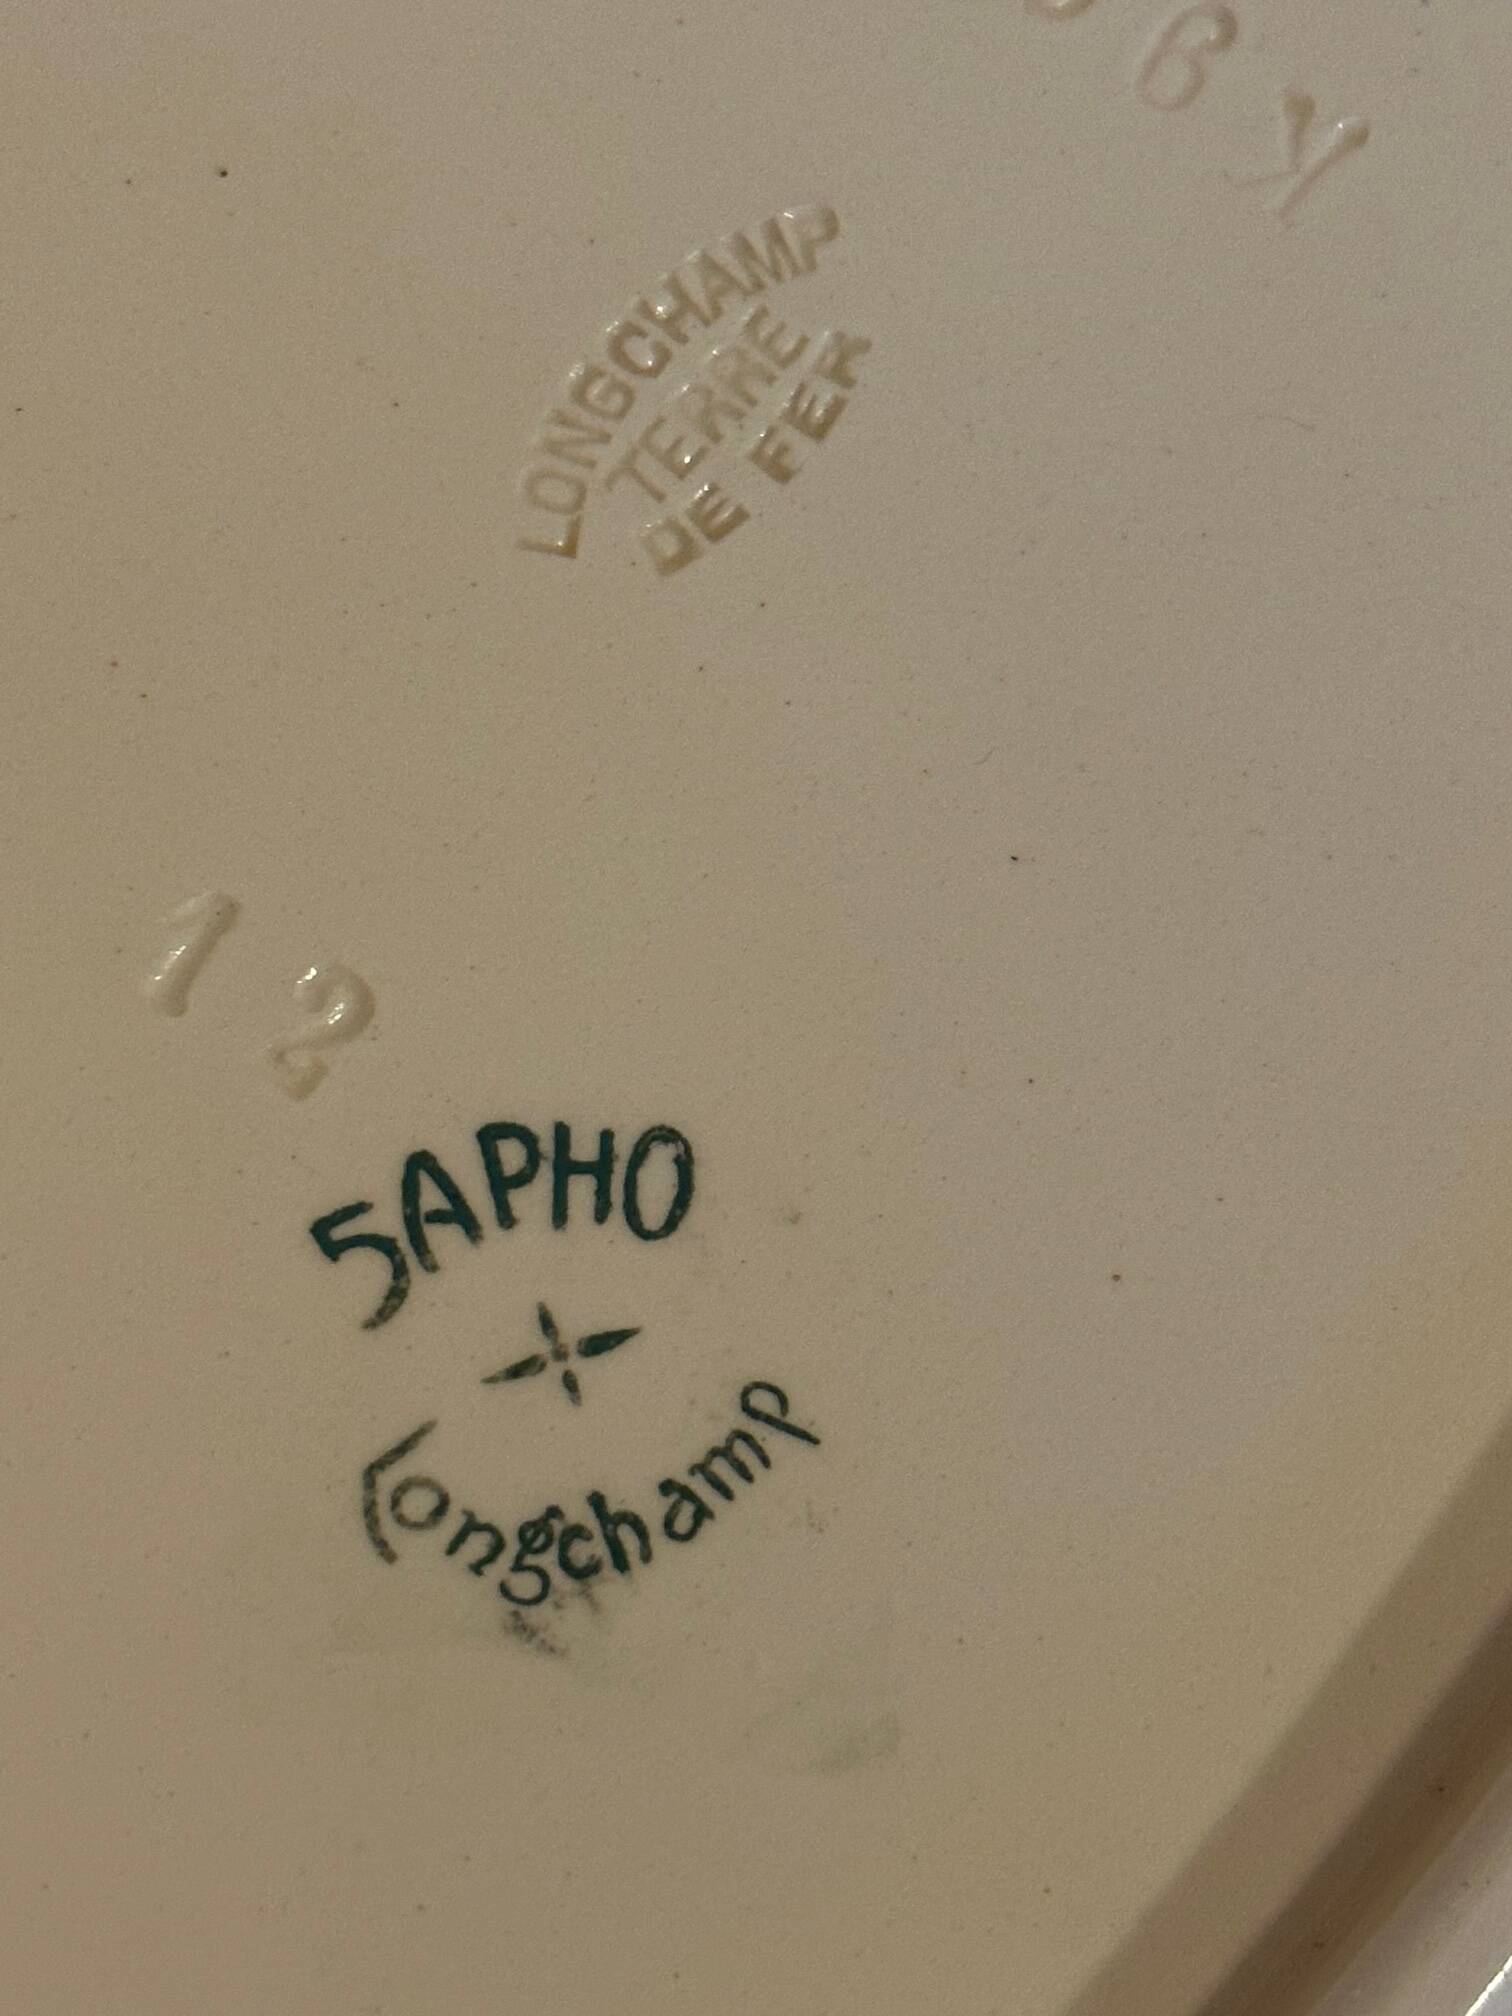 LONGCHAMP
TERRE
DE FER
12
SAPHO
Longchamp